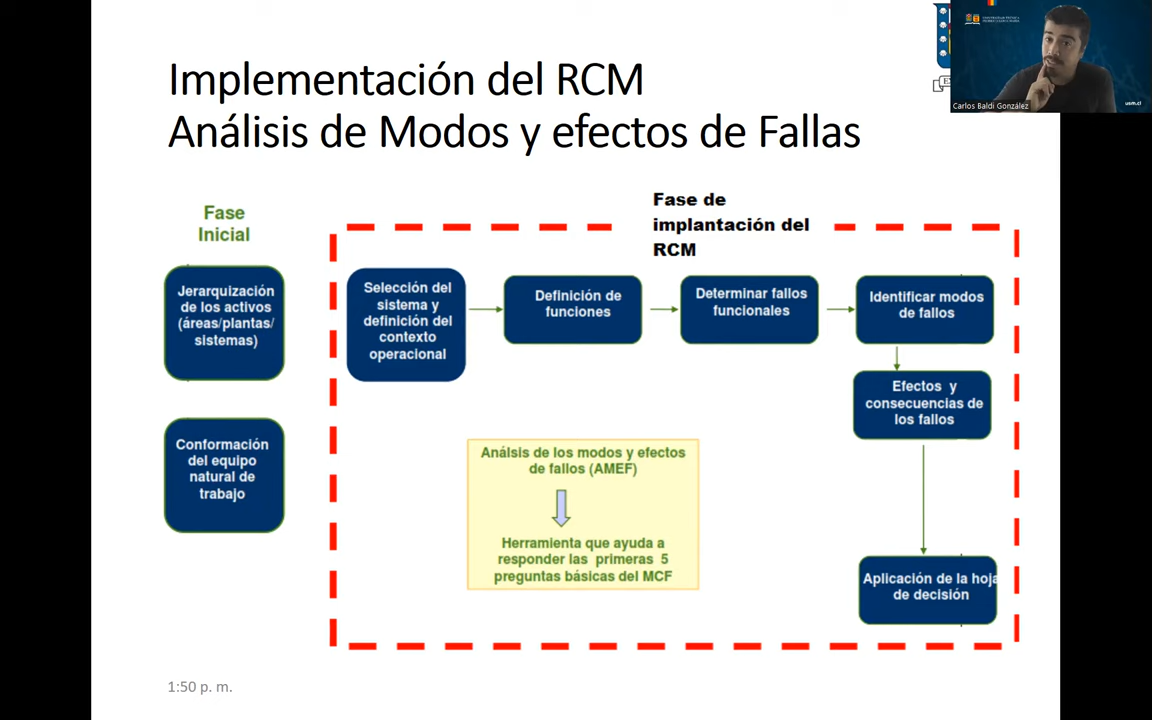 Implementación del RCM
Análisis de Modos y efectos de Fallas
Carlos Baldi González
usm.cl
Fase
Inicial
Fase de
implantación del
RCM
Jerarquización
de los activos
(áreas/plantas/
sistemas)
Selección del
sistema y
definición del
contexto
operacional
Definición de
funciones
Determinar fallos
funcionales
Identificar modos
de fallos
Efectos y
consecuencias de
los fallos
Conformación
del equipo
natural de
trabajo
Análsis de los modos y efectos
de fallos (AMEF)
Herramienta que ayuda a
responder las primeras 5
preguntas básicas del MCF
Aplicación de la hoja
de decisión
1:50 p. m.